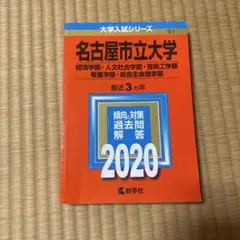 大学入試シリーズ
91
名古屋市立大学
経済学部・人文社会学部・芸術工学部
看護学部・総合生命理学部
最近3ヵ年
傾向と対策
過去問
解答
2020
教学社